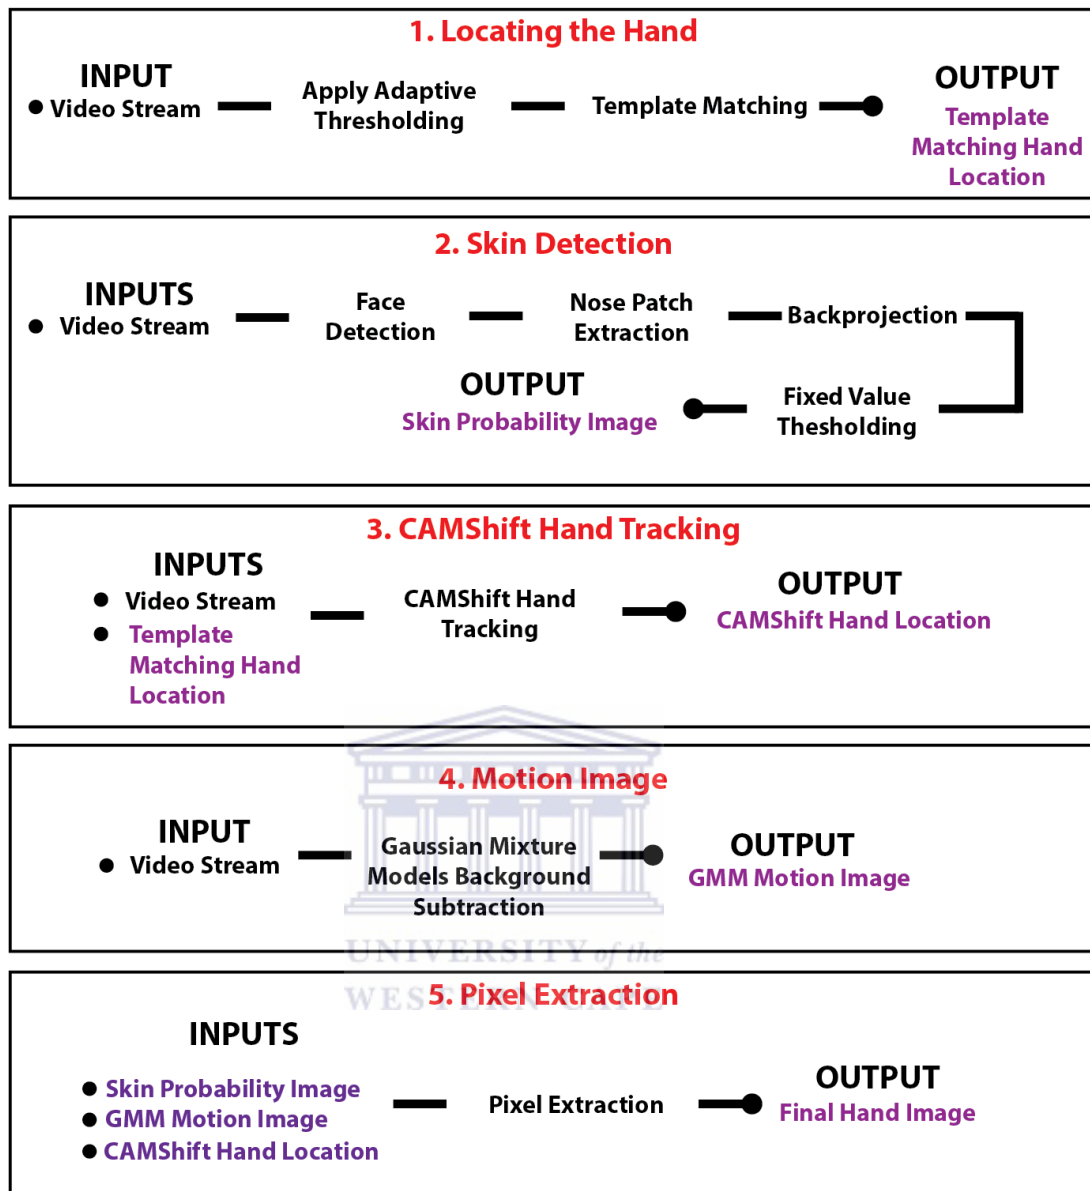 1. Locating the Hand
INPUT
Video Stream
Apply Adaptive
Thresholding
Template Matching
OUTPUT
Template
Matching Hand
Location
2. Skin Detection
INPUTS
Video Stream
Face
Detection
Nose Patch
Extraction
Backprojection
Fixed Value
Thesholding
OUTPUT
Skin Probability Image
3. CAMShift Hand Tracking
INPUTS
Video Stream
Template
Matching Hand
Location
CAMShift Hand
Tracking
OUTPUT
CAMShift Hand Location
4. Motion Image
INPUT
Video Stream
Gaussian Mixture
Models Background
Subtraction
OUTPUT
GMM Motion Image
UNIVERSITY of the
WESTERN CAPE
5. Pixel Extraction
INPUTS
Skin Probability Image
GMM Motion Image
CAMShift Hand Location
Pixel Extraction
OUTPUT
Final Hand Image